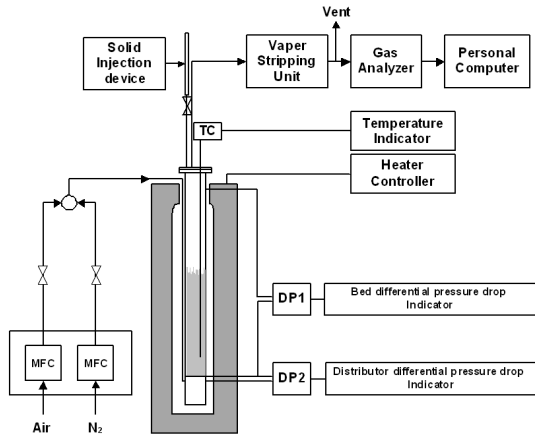 Vent
Solid
Injection
device
Vaper
Stripping
Unit
Gas
Analyzer
Personal
Computer
TC
Temperature
Indicator
Heater
Controller
DP1
Bed differential pressure drop
Indicator
MFC
MFC
DP2
Distributor differential pressure drop
Indicator
Air
N2